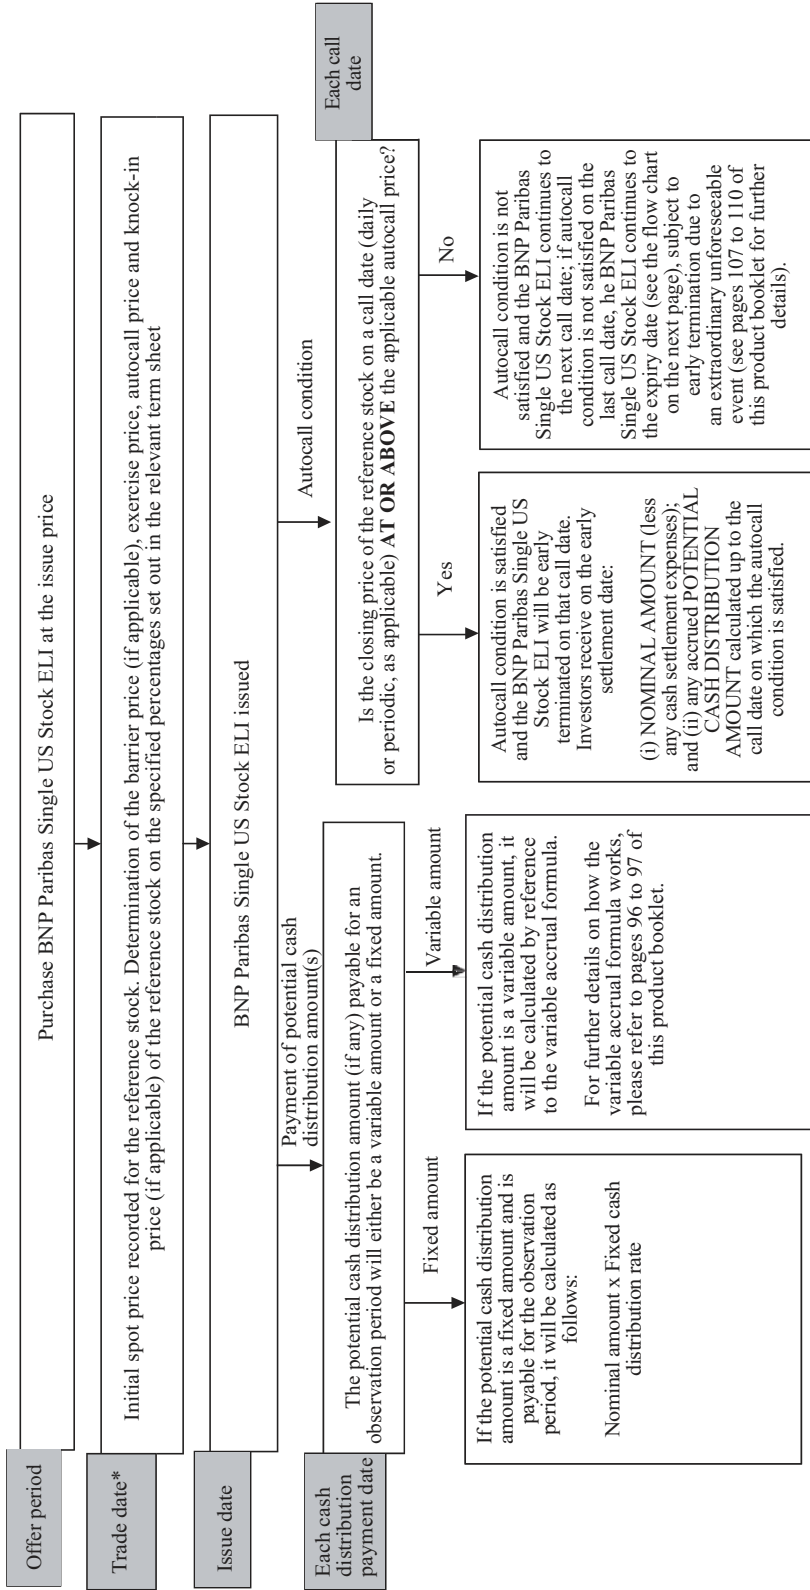 Offer period
Purchase BNP Paribas Single US Stock ELI at the issue price
Trade date*
Initial spot price recorded for the reference stock. Determination of the barrier price (if applicable), exercise price, autocall price and knock-in
price (if applicable) of the reference stock on the specified percentages set out in the relevant term sheet
Issue date
BNP Paribas Single US Stock ELI issued
Payment of potential cash
distribution amount(s)
Autocall condition
Each cash
distribution
payment date
The potential cash distribution amount (if any) payable for an
observation period will either be a variable amount or a fixed amount.
Each call
date
Is the closing price of the reference stock on a call date (daily
or periodic, as applicable) AT OR ABOVE the applicable autocall price?
Fixed amount
Variable amount
Yes
No
If the potential cash distribution
amount is a fixed amount and is
payable for the observation
period, it will be calculated as
follows:
Nominal amount x Fixed cash
distribution rate
If the potential cash distribution
amount is a variable amount, it
will be calculated by reference
to the variable accrual formula.
For further details on how the
variable accrual formula works,
please refer to pages 96 to 97 of
this product booklet.
Autocall condition is satisfied
and the BNP Paribas Single US
Stock ELI will be early
terminated on that call date.
Investors receive on the early
settlement date:
(i) NOMINAL AMOUNT (less
any cash settlement expenses);
and (ii) any accrued POTENTIAL
CASH DISTRIBUTION
AMOUNT calculated up to the
call date on which the autocall
condition is satisfied.
Autocall condition is not
satisfied and the BNP Paribas
Single US Stock ELI continues to
the next call date; if autocall
condition is not satisfied on the
last call date, he BNP Paribas
Single US Stock ELI continues to
the expiry date (see the flow chart
on the next page), subject to
early termination due to
an extraordinary unforeseeable
event (see pages 107 to 110 of
this product booklet for further
details).